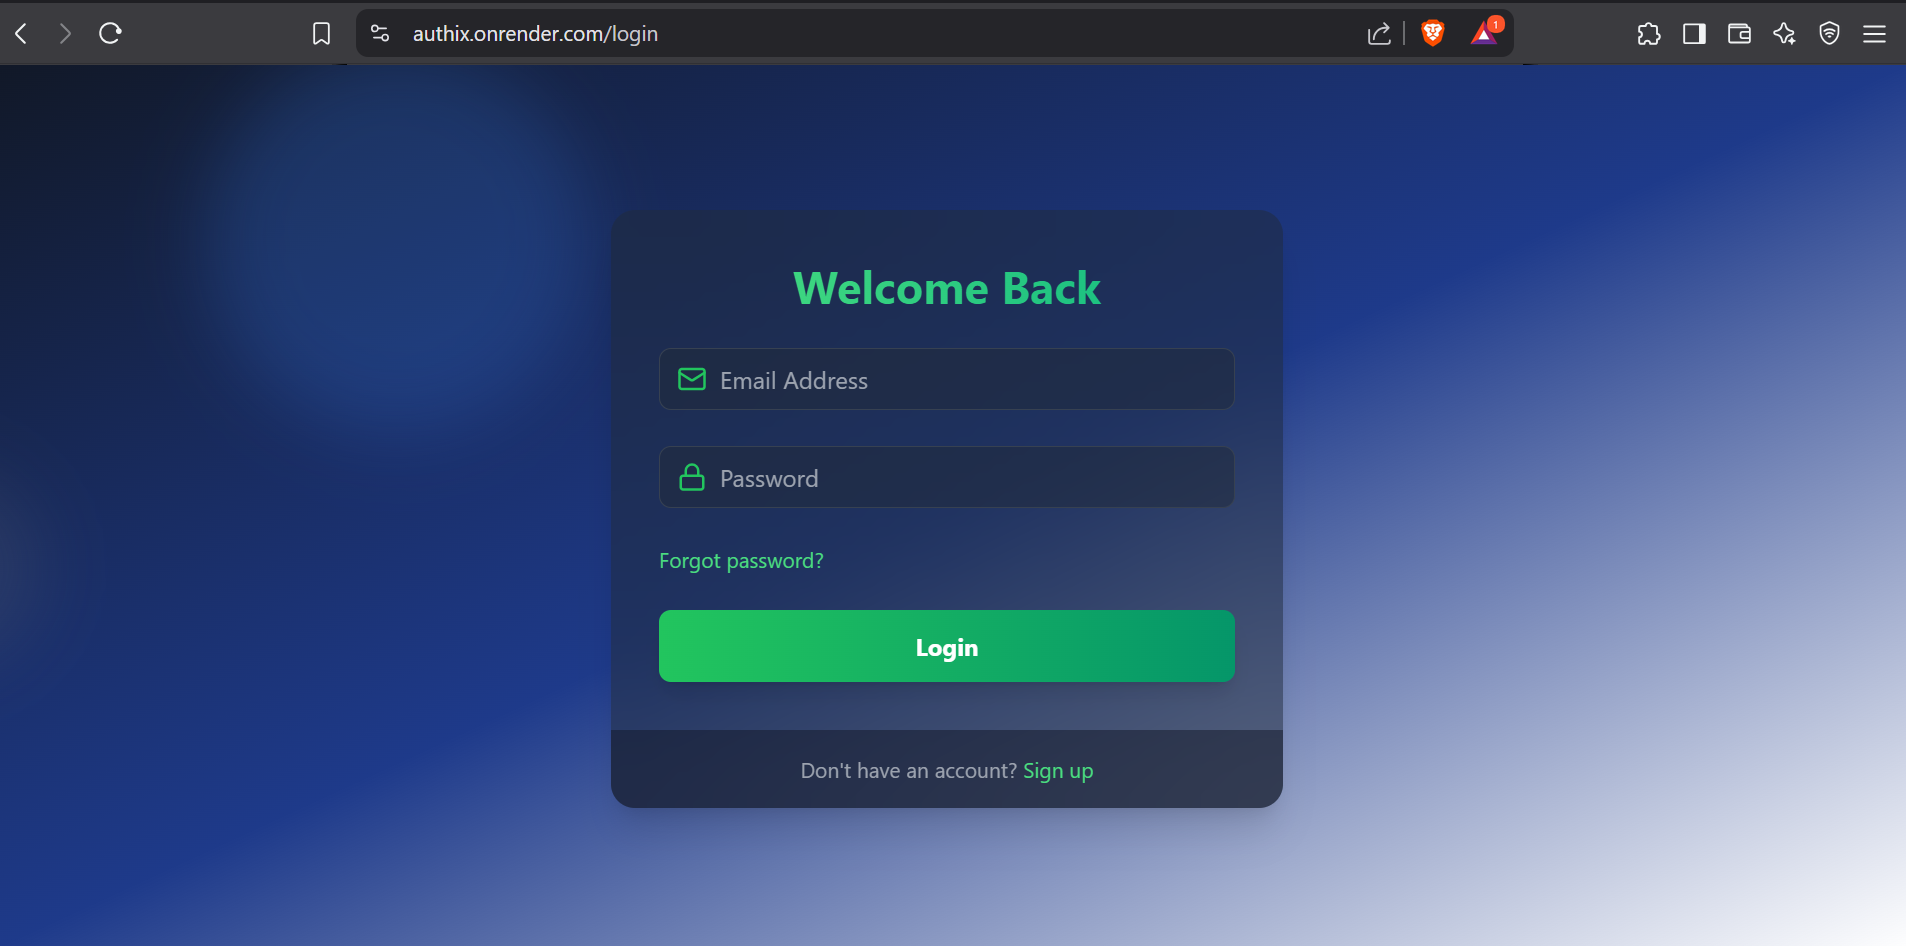 authix.onrender.com/login
1
Welcome Back
Email Address
Password
Forgot password?
Login
Don't have an account? Sign up